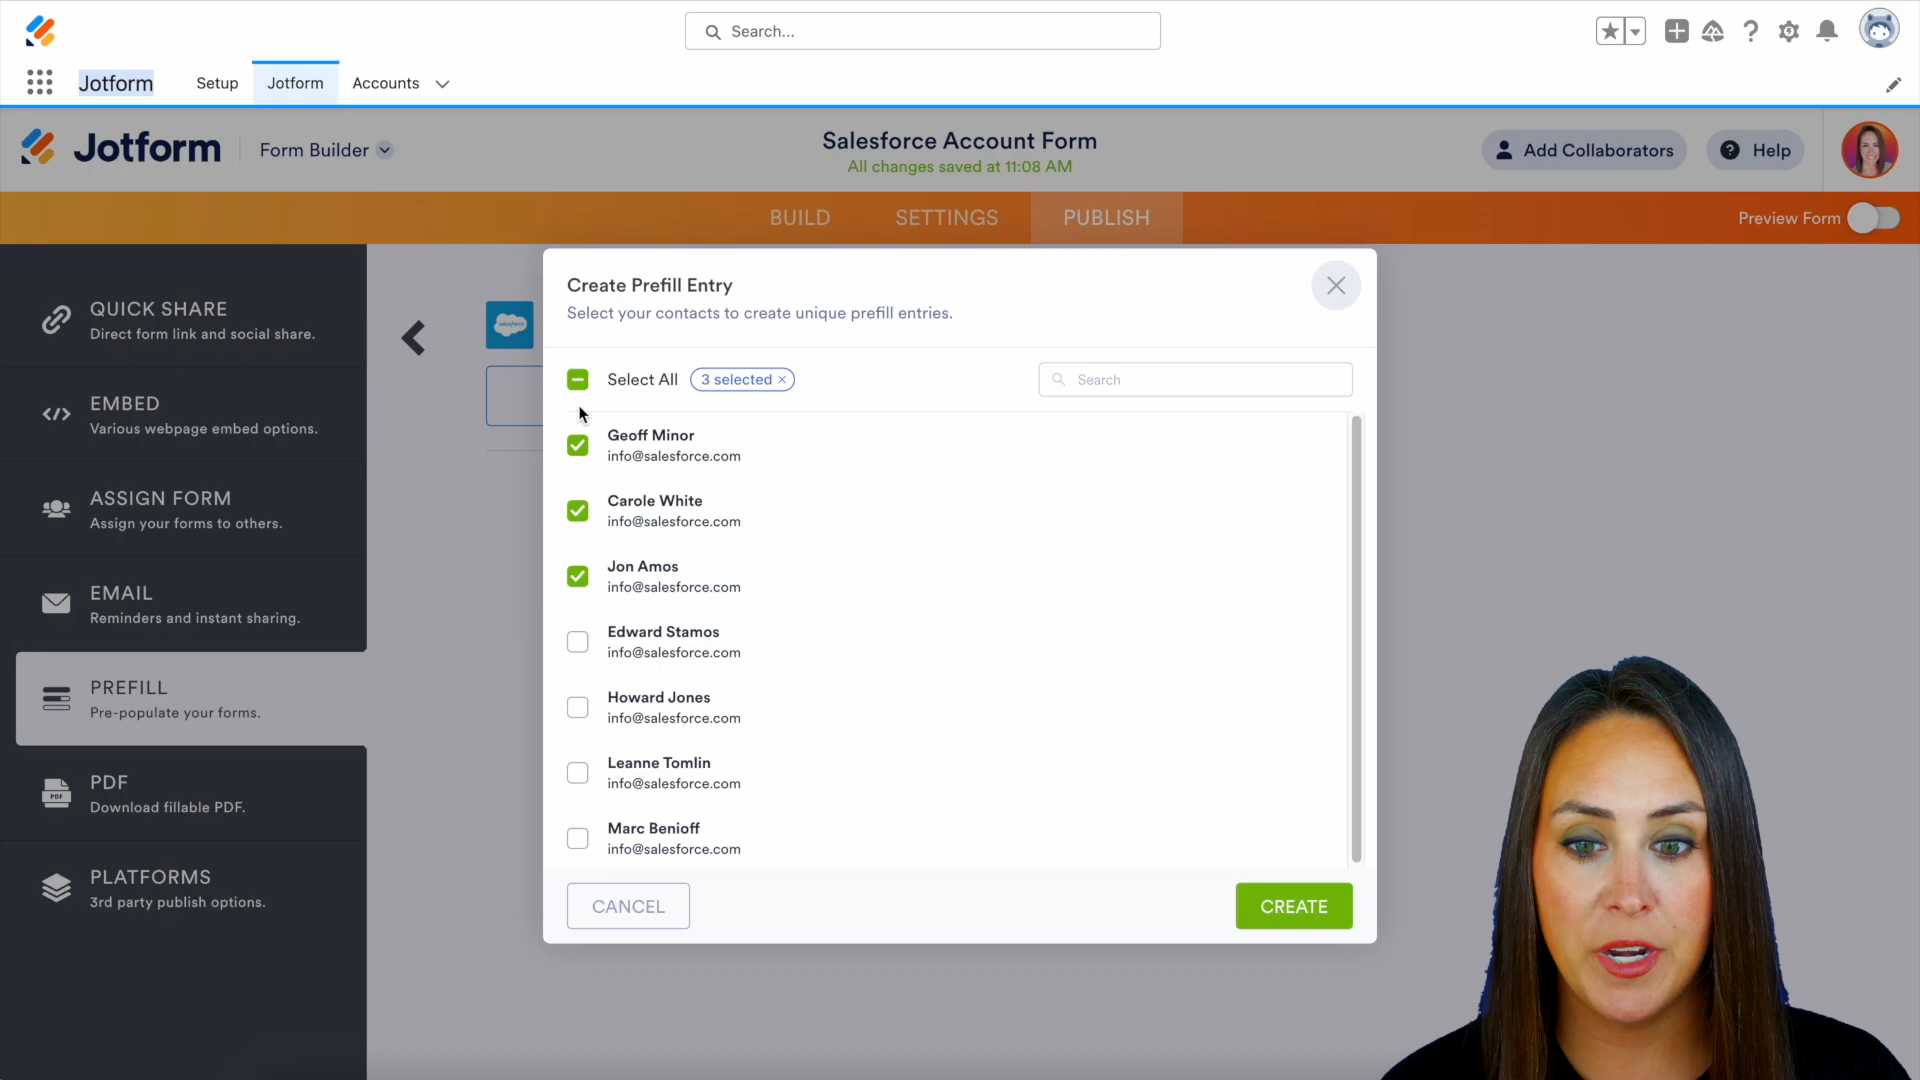 Search...
Jotform
Setup
Jotform
Accounts
Jotform
Form Builder
Salesforce Account Form
All changes saved at 11:08 AM
Add Collaborators
Help
BUILD
SETTINGS
PUBLISH
Preview Form
QUICK SHARE
Direct form link and social share.
EMBED
Various webpage embed options.
ASSIGN FORM
Assign your forms to others.
EMAIL
Reminders and instant sharing.
PREFILL
Pre-populate your forms.
PDF
PDF
Download fillable PDF.
PLATFORMS
3rd party publish options.
salesforce
Create Prefill Entry
Select your contacts to create unique prefill entries.
Select All
3 selected ×
Search
Geoff Minor
info@salesforce.com
Carole White
info@salesforce.com
Jon Amos
info@salesforce.com
Edward Stamos
info@salesforce.com
Howard Jones
info@salesforce.com
Leanne Tomlin
info@salesforce.com
Marc Benioff
info@salesforce.com
CANCEL
CREATE